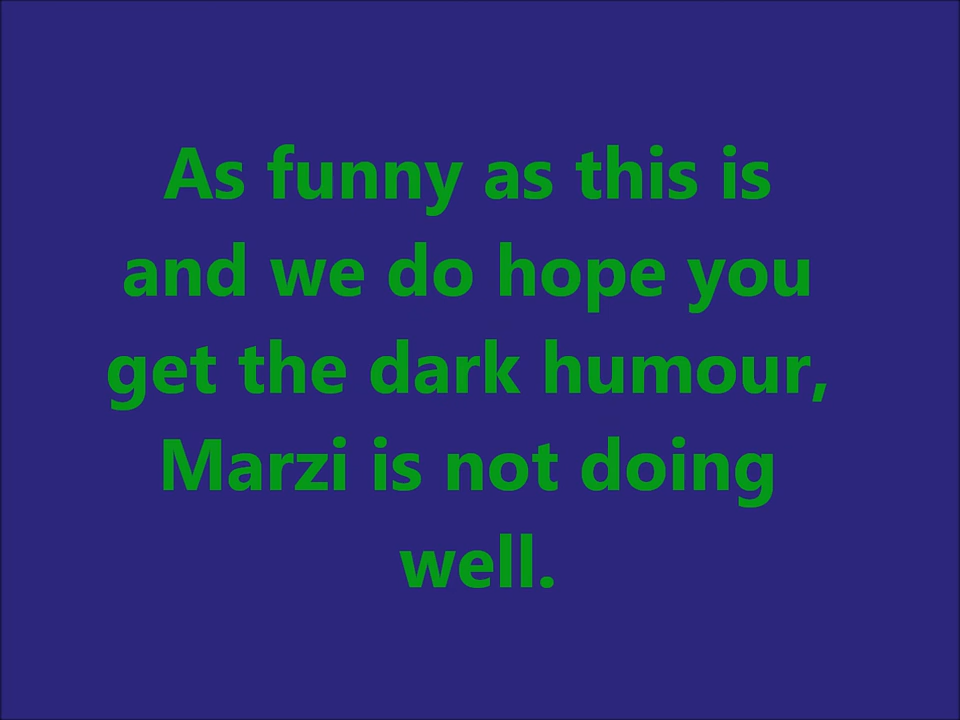 As funny as this is
and we do hope you
get the dark humour,
Marzi is not doing
well.